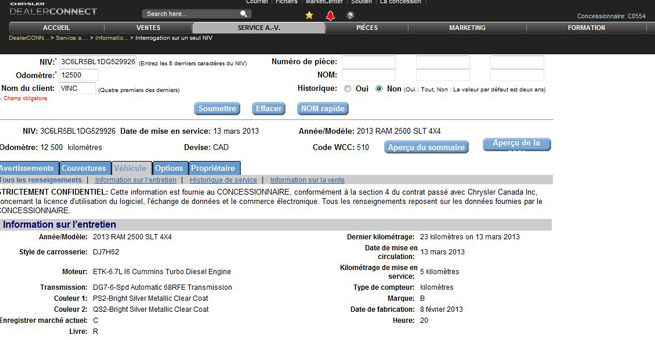 Courriel | Fichiers | MarketCenter | Soutien | La concession |
CHRYSLER
DEALERCONNECT
Search here...
Concessionnaire: C0554
ACCUEIL VENTES SERVICE A.-V. PIÈCES MARKETING FORMATION
DealerCONN... > Service a.... > Informatio... > Interrogation sur un seul NIV
NIV:* 3C6LR5BL1DG529926 (Entrez les 8 derniers caractères du NIV) Numéro de pièce:
Odomètre:* 12500 NOM:
Nom du client: VINC (Quatre premiers des derniers) Historique: Oui Non (Oui : Tout, Non : La valeur par défaut est deux ans)
- Champ obligatoire
Soumettre Effacer NOM rapide
NIV: 3C6LR5BL1DG529926 Date de mise en service: 13 mars 2013 Année/Modèle: 2013 RAM 2500 SLT 4X4
Odomètre: 12 500 kilomètres Devise: CAD Code WCC: 510 Aperçu du sommaire Aperçu de la
Avertissements Couvertures Véhicule Options Propriétaire
Tous les renseignements | Information sur l'entretien | Historique de service | Information sur la vente
STRICTEMENT CONFIDENTIEL: Cette information est fournie au CONCESSIONNAIRE, conformément à la section 4 du contrat passé avec Chrysler Canada Inc,
concernant la licence d'utilisation du logiciel, l'échange de données et le commerce électronique. Tous les renseignements reposent sur les données fournies par le
CONCESSIONNAIRE.
Information sur l'entretien
Année/Modèle: 2013 RAM 2500 SLT 4X4 Dernier kilométrage: 23 kilomètres on 13 mars 2013
Style de carrosserie: DJ7H62 Date de mise en circulation: 13 mars 2013
Moteur: ETK-6.7L I6 Cummins Turbo Diesel Engine Kilométrage de mise en service: 5 kilomètres
Transmission: DG7-6-Spd Automatic 68RFE Transmission Type de compteur: kilomètres
Couleur 1: PS2-Bright Silver Metallic Clear Coat Marque: B
Couleur 2: QS2-Bright Silver Metallic Clear Coat Date de fabrication: 8 février 2013
Enregistrer marché actuel: C Heure: 20
Livre: R